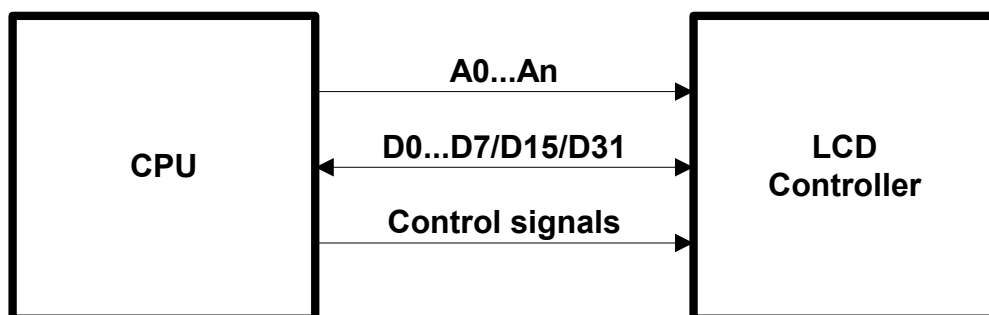 A0...An
CPU
D0...D7/D15/D31
LCD
Controller
Control signals